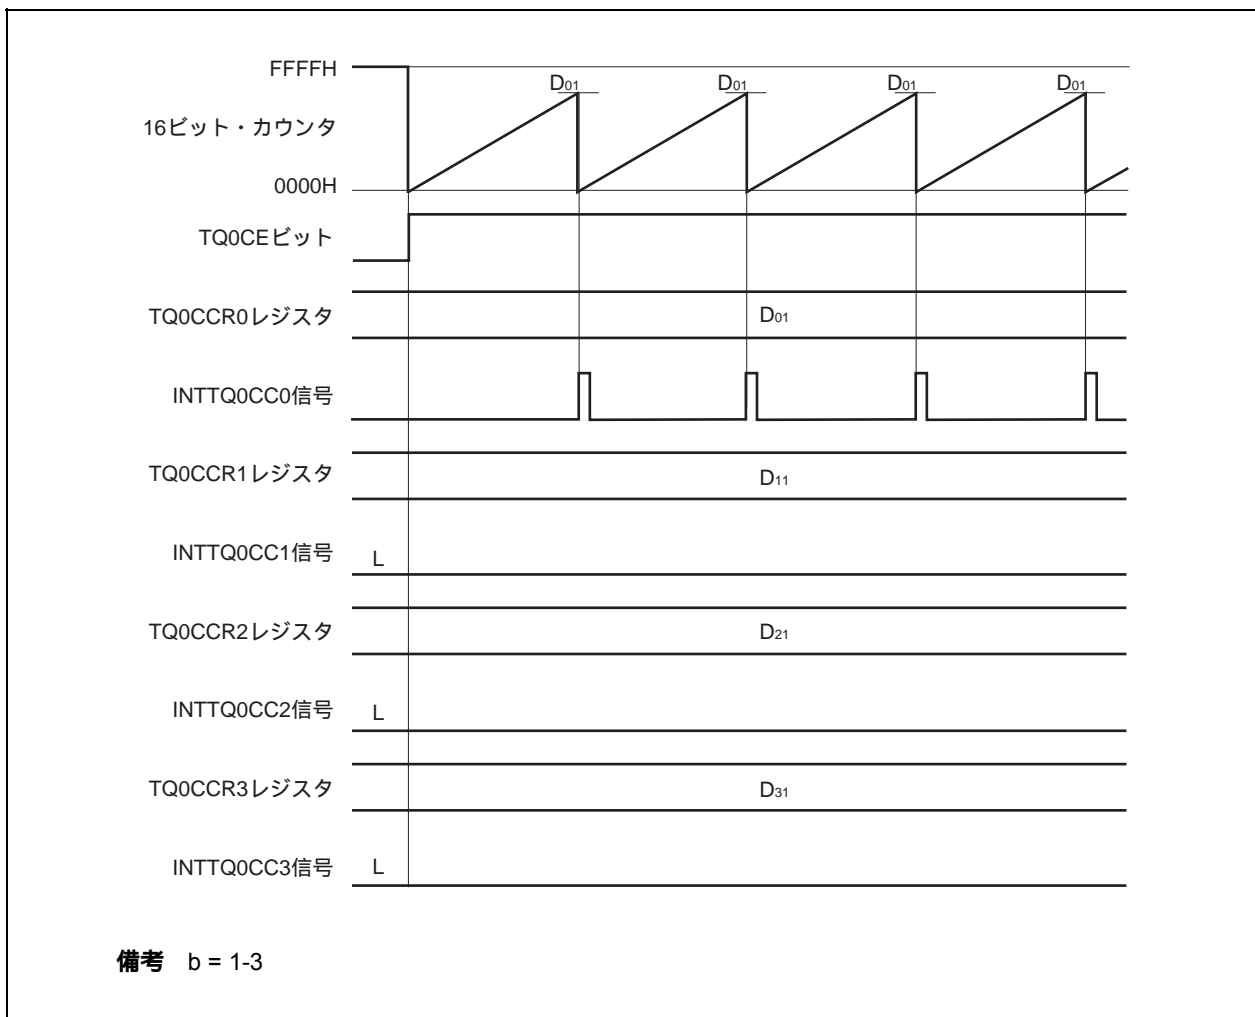 FFFFH
D01 D01 D01 D01
16ビット・カウンタ
0000H
TQ0CEビット
TQ0CCR0レジスタ D01
INTTQ0CC0信号
TQ0CCR1レジスタ D11
INTTQ0CC1信号 L
TQ0CCR2レジスタ D21
INTTQ0CC2信号 L
TQ0CCR3レジスタ D31
INTTQ0CC3信号 L
備考 b = 1-3